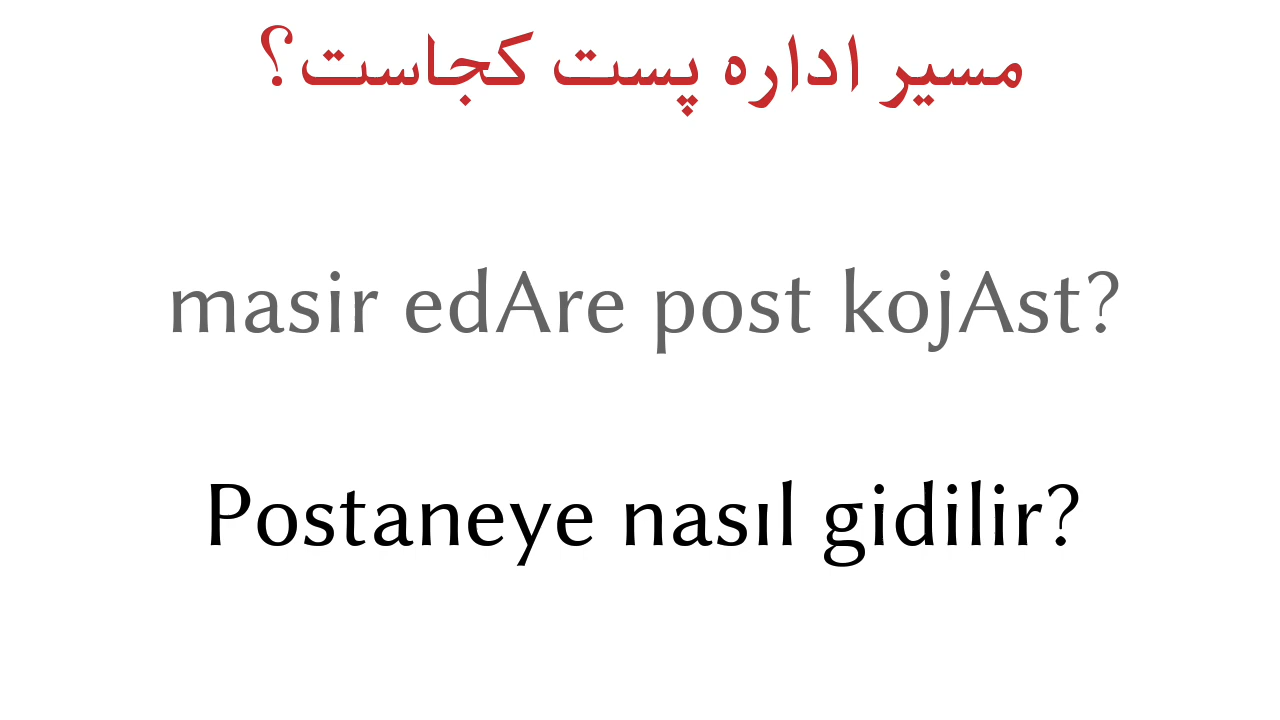 مسیر اداره پست کجاست؟
masir edAre post kojAst?
Postaneye nasıl gidilir?